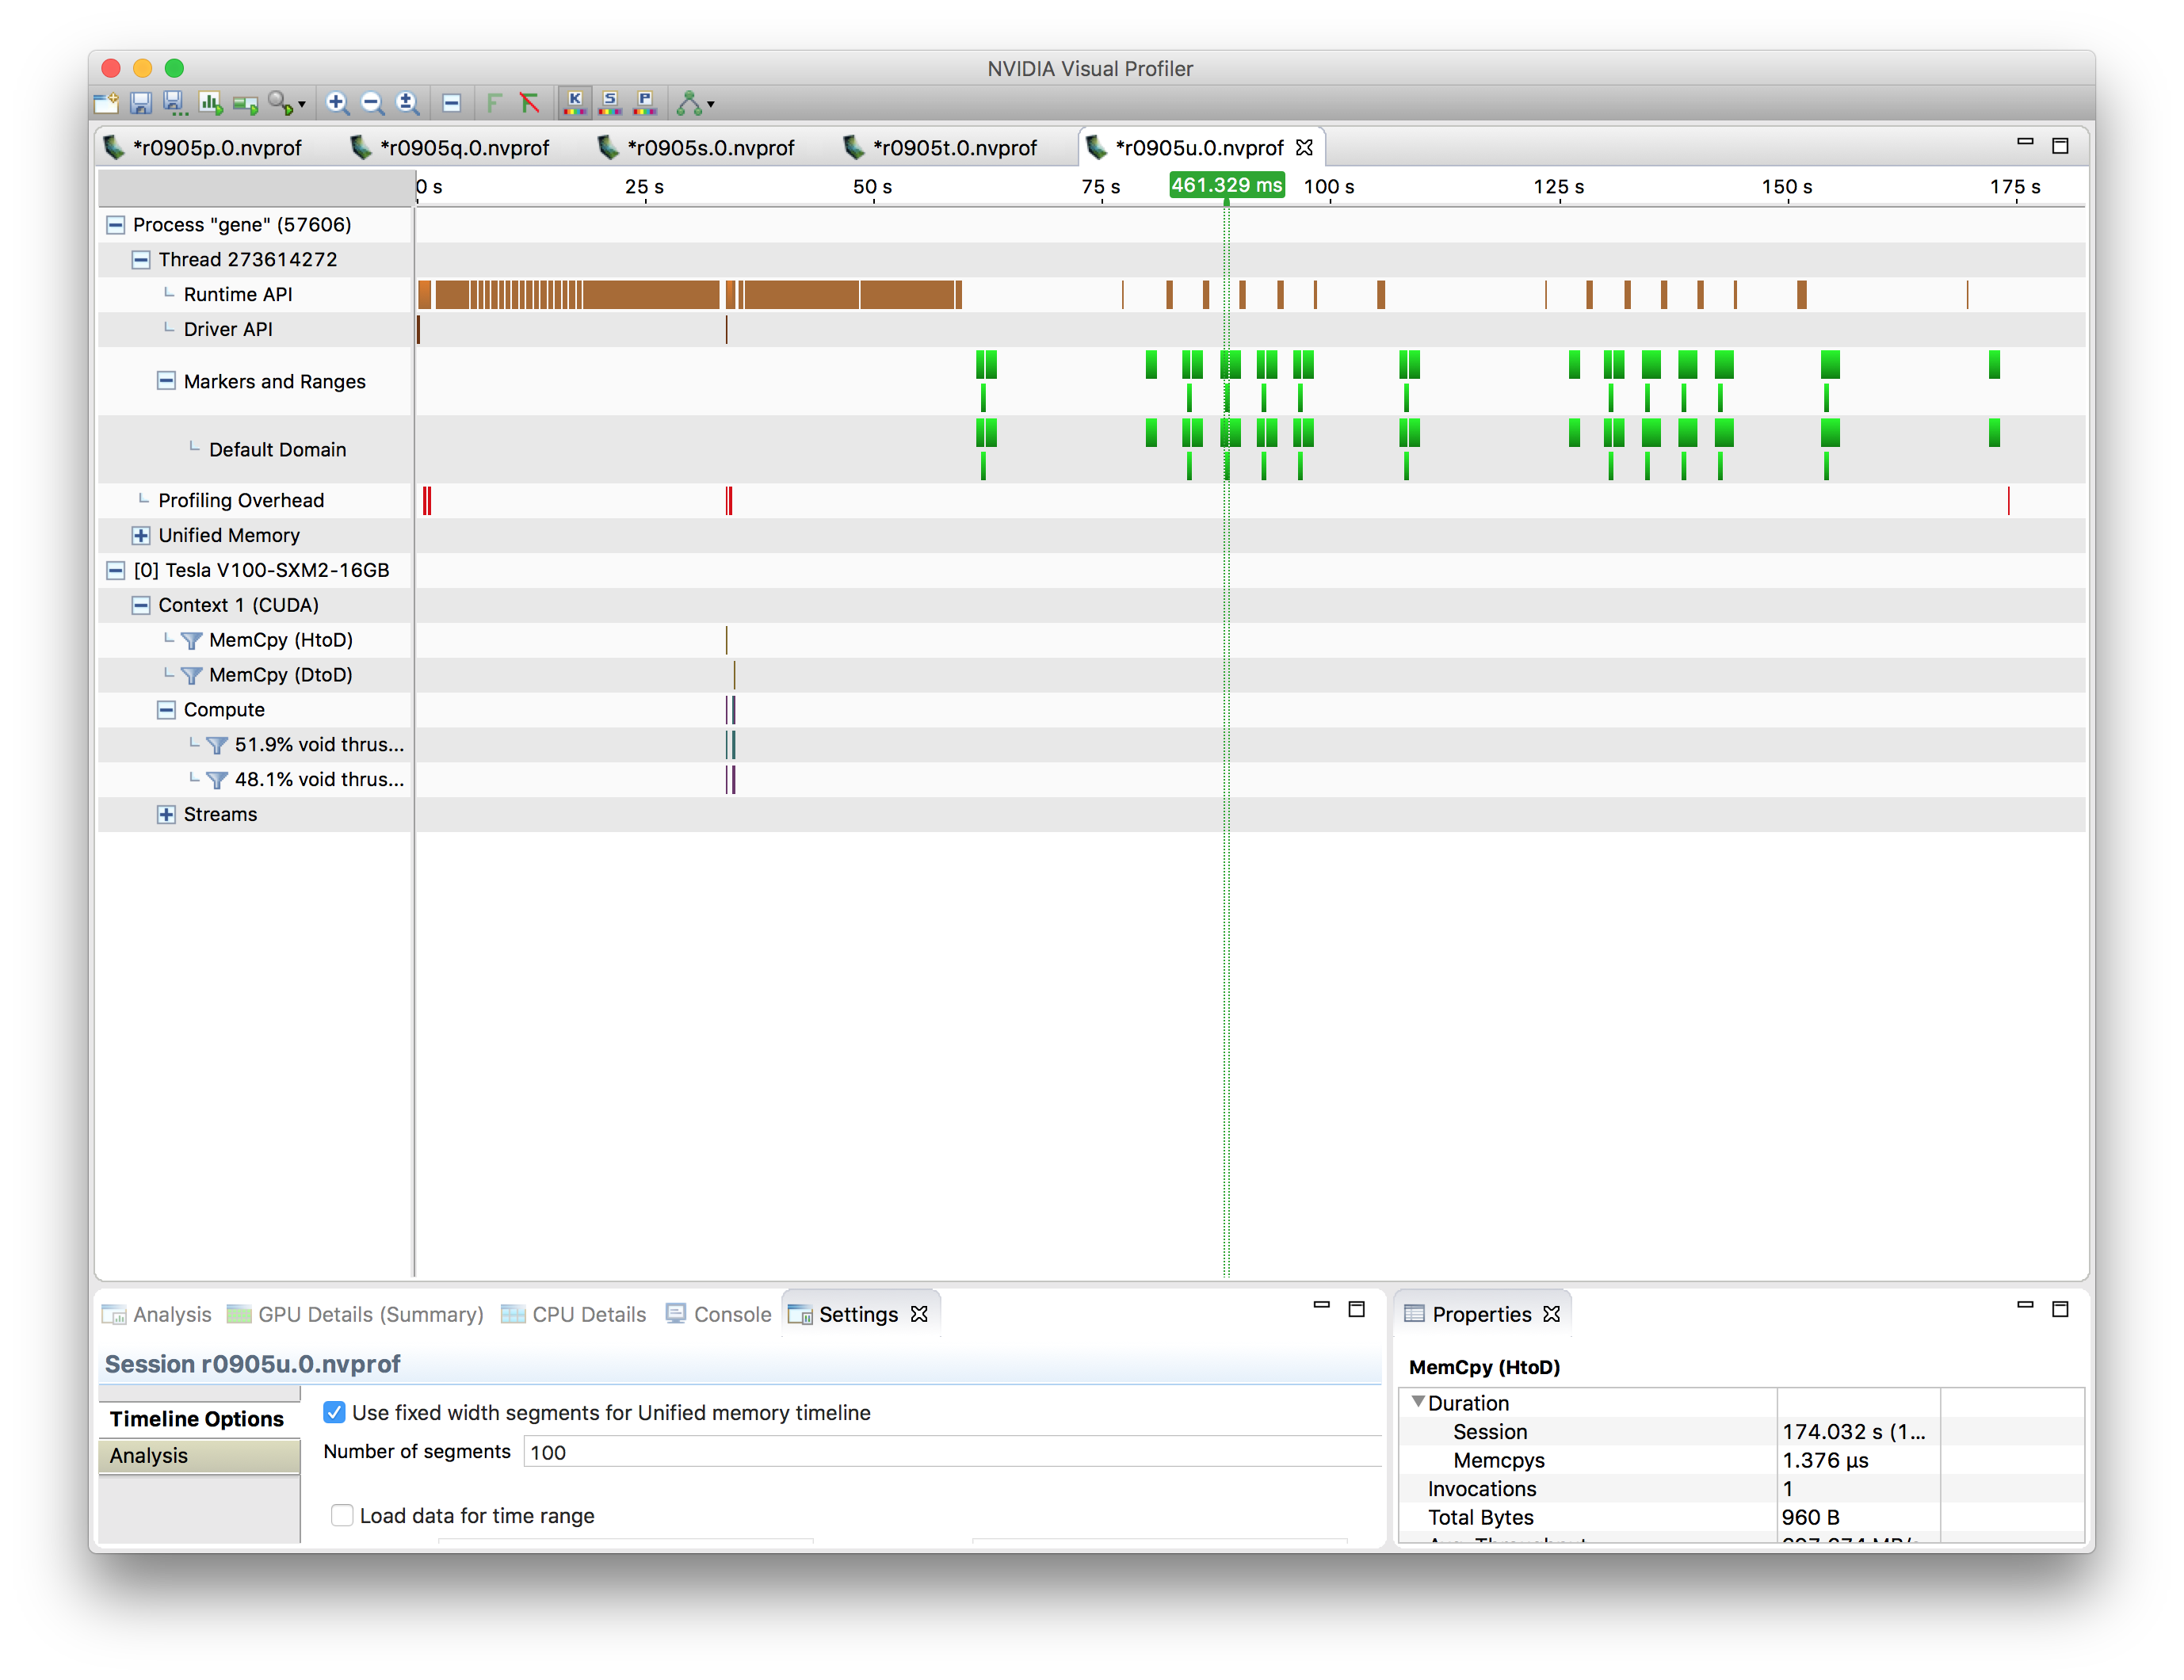 NVIDIA Visual Profiler
*r0905p.0.nvprof *r0905q.0.nvprof *r0905s.0.nvprof *r0905t.0.nvprof *r0905u.0.nvprof
0 s 25 s 50 s 75 s 461.329 ms 100 s 125 s 150 s 175 s
Process "gene" (57606)
Thread 273614272
Runtime API
Driver API
Markers and Ranges
Default Domain
Profiling Overhead
Unified Memory
[0] Tesla V100-SXM2-16GB
Context 1 (CUDA)
MemCpy (HtoD)
MemCpy (DtoD)
Compute
51.9% void thrus...
48.1% void thrus...
Streams
Analysis GPU Details (Summary) CPU Details Console Settings
Session r0905u.0.nvprof
Timeline Options
Analysis
Use fixed width segments for Unified memory timeline
Number of segments 100
Load data for time range
Properties
MemCpy (HtoD)
Duration
Session 174.032 s (1...
Memcpys 1.376 µs
Invocations 1
Total Bytes 960 B